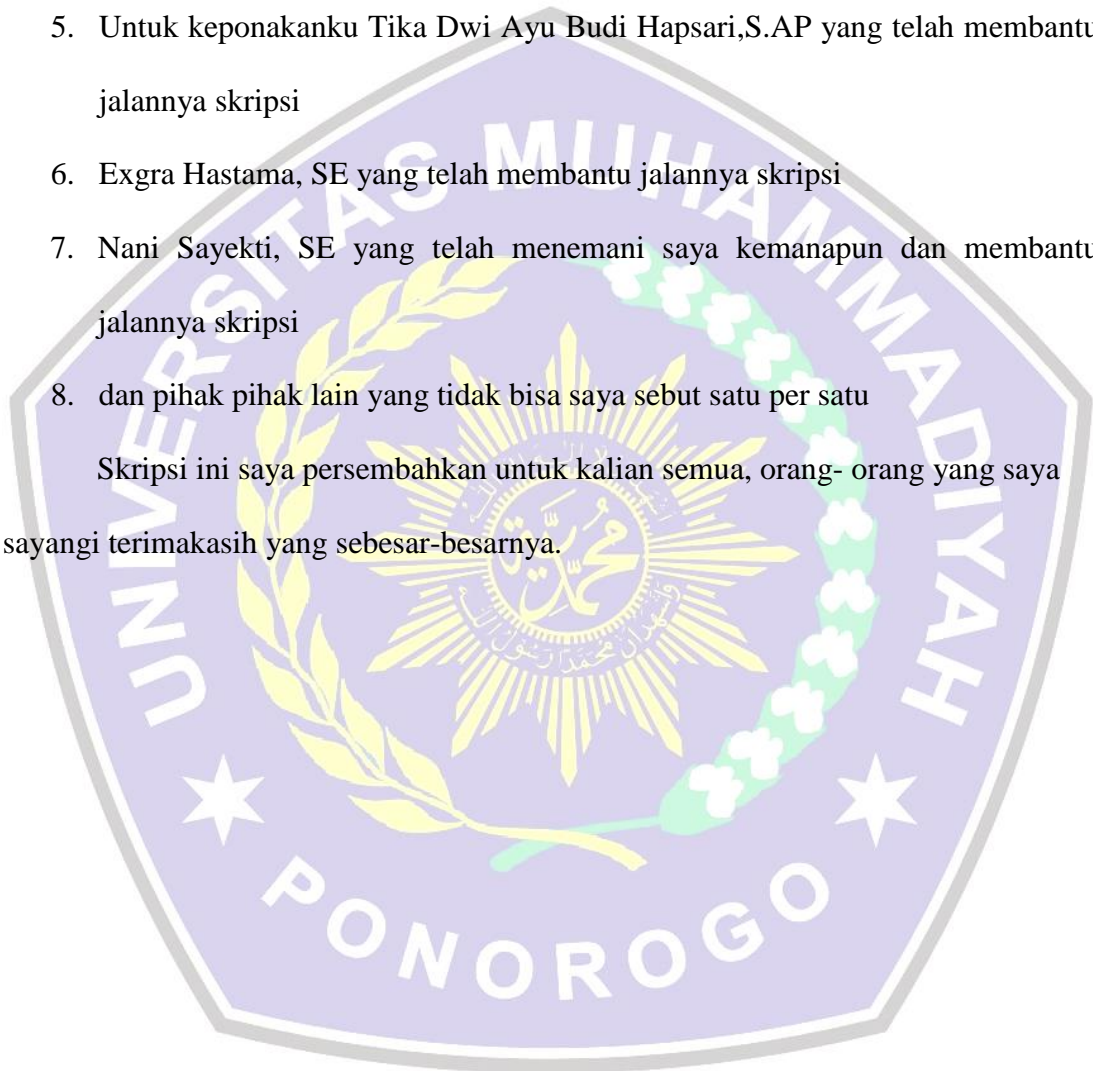 5. Untuk keponakanku Tika Dwi Ayu Budi Hapsari,S.AP yang telah membantu
jalannya skripsi
6. Exgra Hastama, SE yang telah membantu jalannya skripsi
7. Nani Sayekti, SE yang telah menemani saya kemanapun dan membantu
jalannya skripsi
8. dan pihak pihak lain yang tidak bisa saya sebut satu per satu
Skripsi ini saya persembahkan untuk kalian semua, orang- orang yang saya
sayangi terimakasih yang sebesar-besarnya.
UNIVERSITAS MUHAMMADIYAH
PONOROGO
محمدية